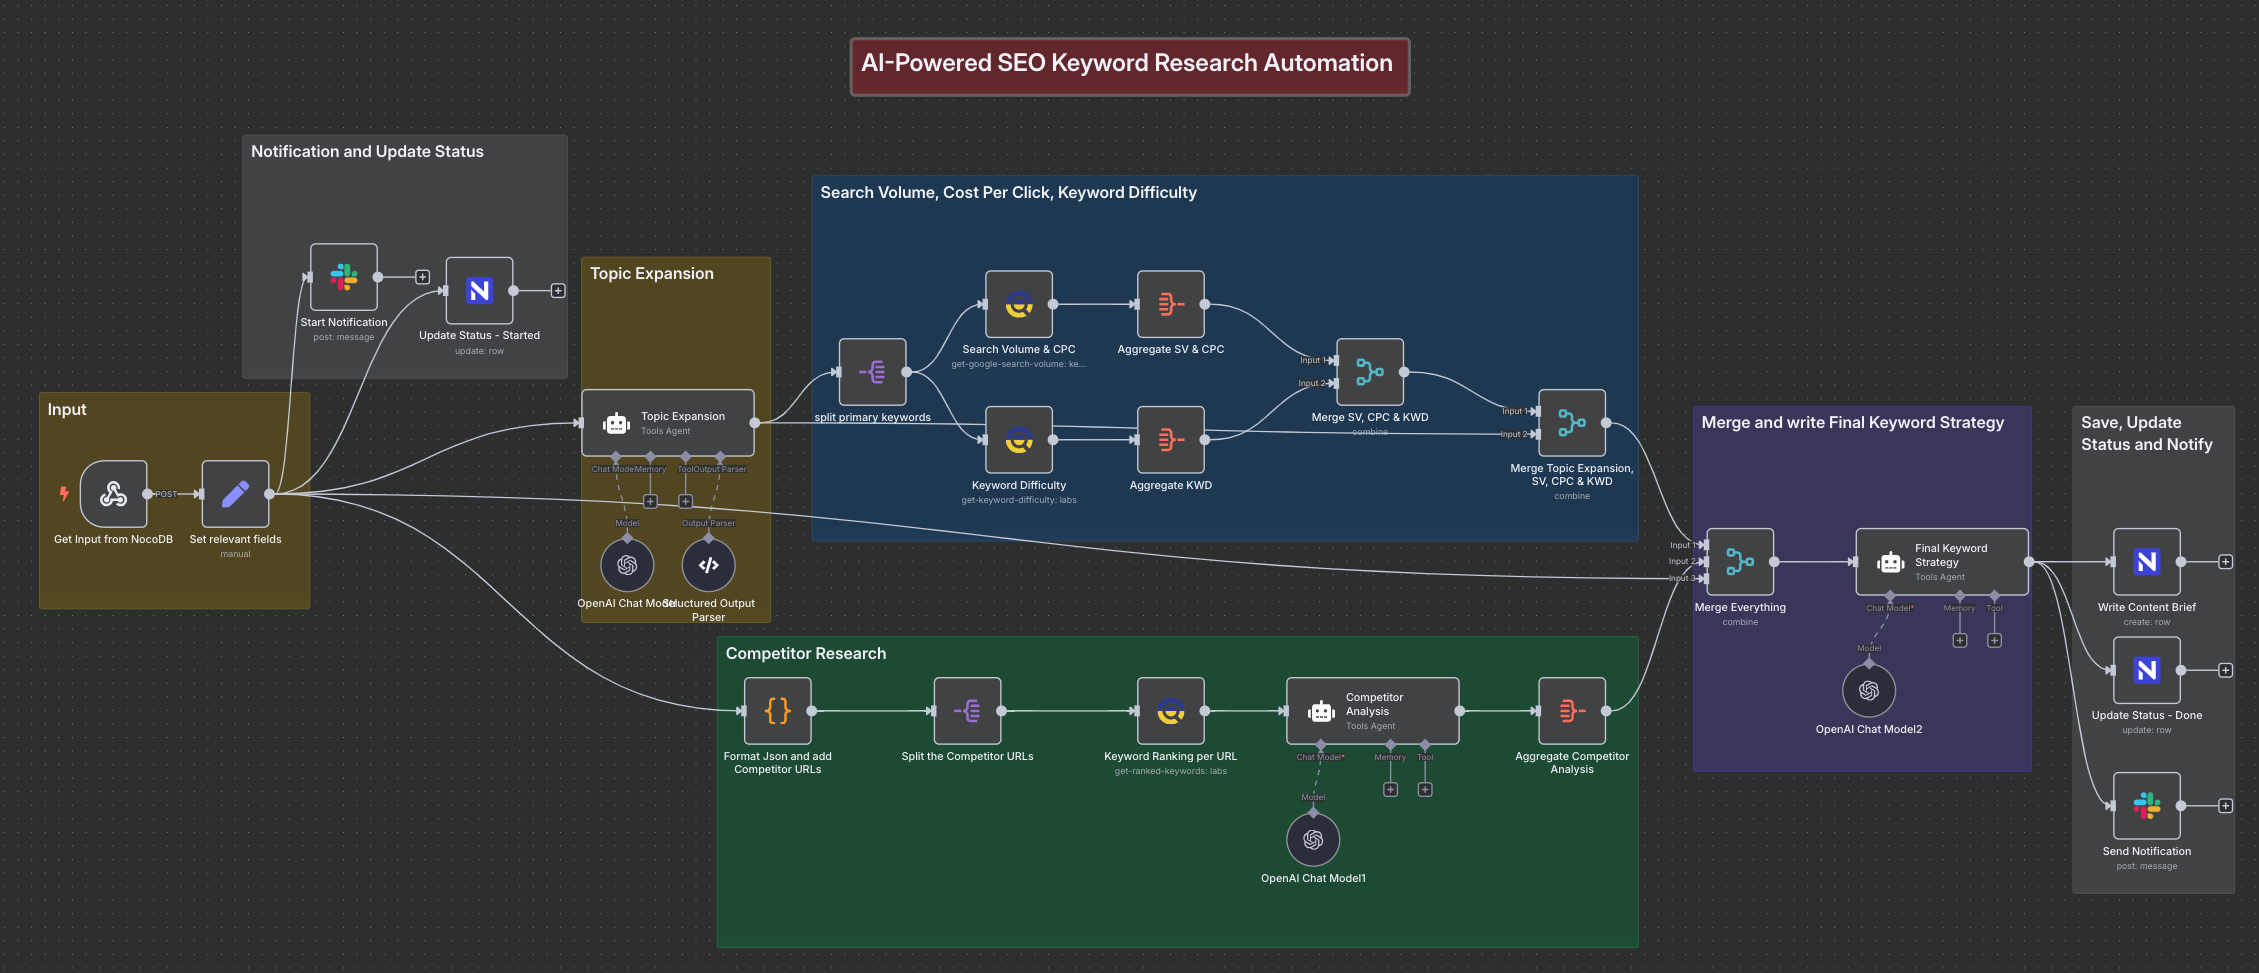 AI-Powered SEO Keyword Research Automation
Notification and Update Status
Start Notification
post: message
Update Status - Started
update: row
Input
POST
Get Input from NocoDB
Set relevant fields
manual
Topic Expansion
Topic Expansion
Tools Agent
Chat Model
Memory
Tool
Output Parser
Model
Output Parser
OpenAI Chat Model
Structured Output
Parser
Search Volume, Cost Per Click, Keyword Difficulty
split primary keywords
Search Volume & CPC
get-google-search-volume: ke...
Aggregate SV & CPC
Keyword Difficulty
get-keyword-difficulty: labs
Aggregate KWD
Input 1
Input 2
Merge SV, CPC & KWD
combine
Input 1
Input 2
Merge Topic Expansion,
SV, CPC & KWD
combine
Competitor Research
Format Json and add
Competitor URLs
Split the Competitor URLs
Keyword Ranking per URL
get-ranked-keywords: labs
Competitor
Analysis
Tools Agent
Chat Model*
Memory
Tool
Model
OpenAI Chat Model1
Aggregate Competitor
Analysis
Merge and write Final Keyword Strategy
Input 1
Input 2
Input 3
Merge Everything
combine
Final Keyword
Strategy
Tools Agent
Chat Model*
Memory
Tool
Model
OpenAI Chat Model2
Save, Update
Status and Notify
Write Content Brief
create: row
Update Status - Done
update: row
Send Notification
post: message